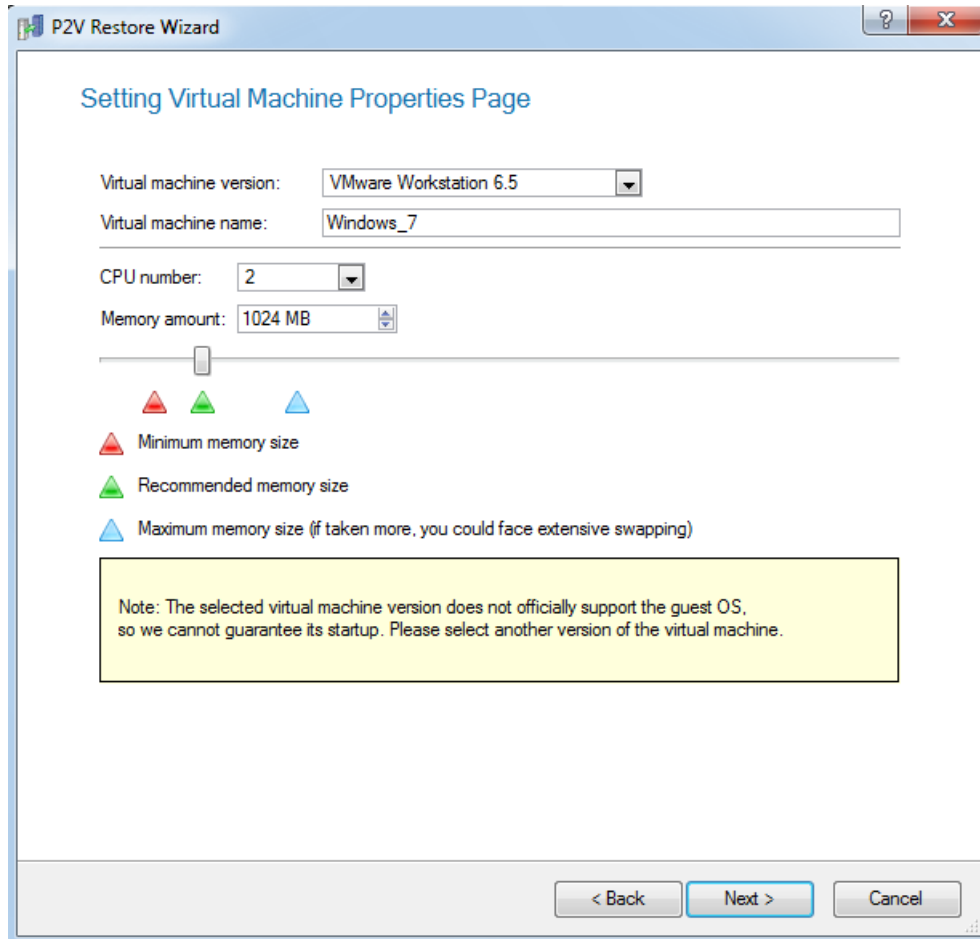 P2V Restore Wizard
Setting Virtual Machine Properties Page
Virtual machine version: VMware Workstation 6.5
Virtual machine name: Windows_7
CPU number: 2
Memory amount: 1024 MB
Minimum memory size
Recommended memory size
Maximum memory size (if taken more, you could face extensive swapping)
Note: The selected virtual machine version does not officially support the guest OS,
so we cannot guarantee its startup. Please select another version of the virtual machine.
< Back Next > Cancel